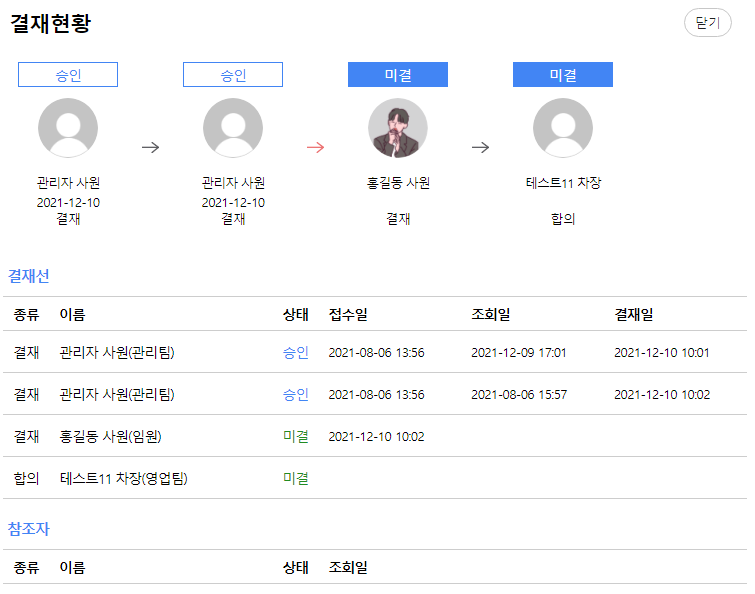 결재현황
닫기
승인 승인 미결 미결
관리자 사원 관리자 사원 홍길동 사원 테스트11 차장
2021-12-10 2021-12-10
결재 결재 결재 합의
결재선
종류 이름 상태 접수일 조회일 결재일
결재 관리자 사원(관리팀) 승인 2021-08-06 13:56 2021-12-09 17:01 2021-12-10 10:01
결재 관리자 사원(관리팀) 승인 2021-08-06 13:56 2021-08-06 15:57 2021-12-10 10:02
결재 홍길동 사원(임원) 미결 2021-12-10 10:02
합의 테스트11 차장(영업팀) 미결
참조자
종류 이름 상태 조회일